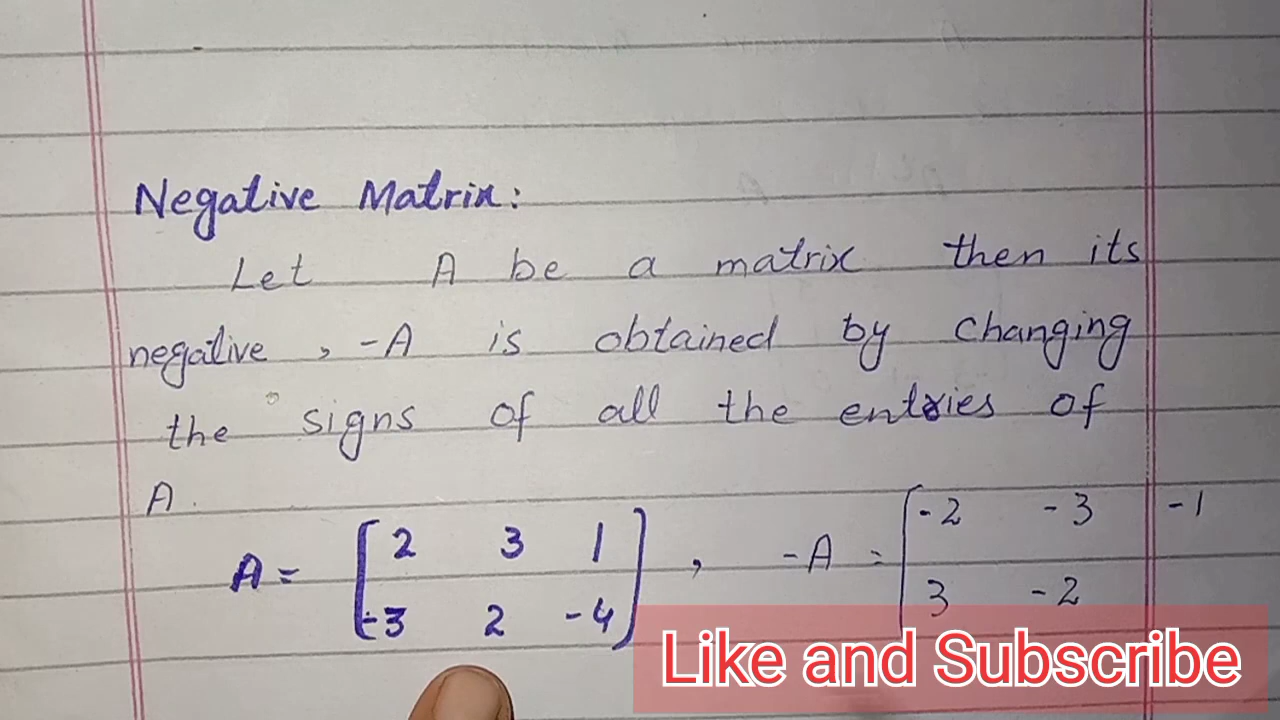 Negative Matrix:
Let A be a matrix then its
negative, -A is obtained by changing
the signs of all the entries of
A.
A = [ 2 3 1 ] , -A = [ -2 -3 -1
-3 2 -4 3 -2
Like and Subscribe